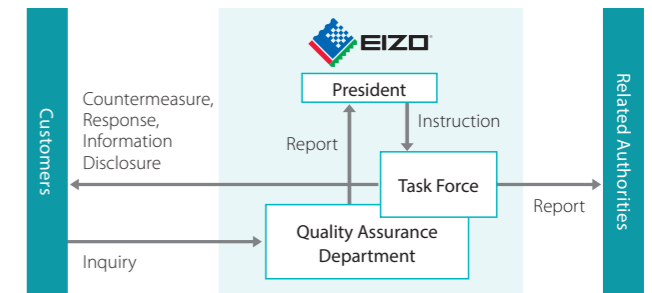 EIZO
President
Countermeasure,
Response,
Information
Disclosure
Report
Instruction
Customers
Task Force
Related Authorities
Report
Quality Assurance
Department
Inquiry